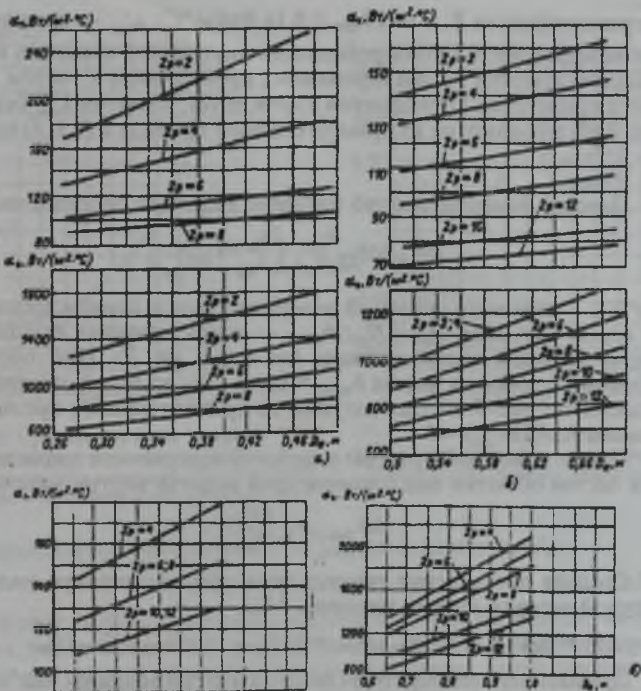 α₁, Вт/(м²·°С)
240
200
160
120
80
2p=2
2p=4
2p=6
2p=8
α₁, Вт/(м²·°С)
150
130
110
90
70
2p=2
2p=4
2p=6
2p=8
2p=10
2p=12
Вт/(м²·°С)
1800
1400
1000
600
2p=2
2p=4
2p=6
2p=8
0,26 0,30 0,34 0,38 0,42 0,46 Dₐ, м
а)
Вт/(м²·°С)
1200
1000
800
2p=2;4
2p=6
2p=8
2p=10
2p=12
0,54 0,58 0,62 0,66 Dₐ, м
б)
Вт/(м²·°С)
100
2p=4
2p=6;8
2p=10,12
Вт/(м²·°С)
2000
1600
1200
800
2p=4
2p=6
2p=8
2p=10
2p=12
0,6 0,7 0,8 0,9 1,0 Dₐ, м